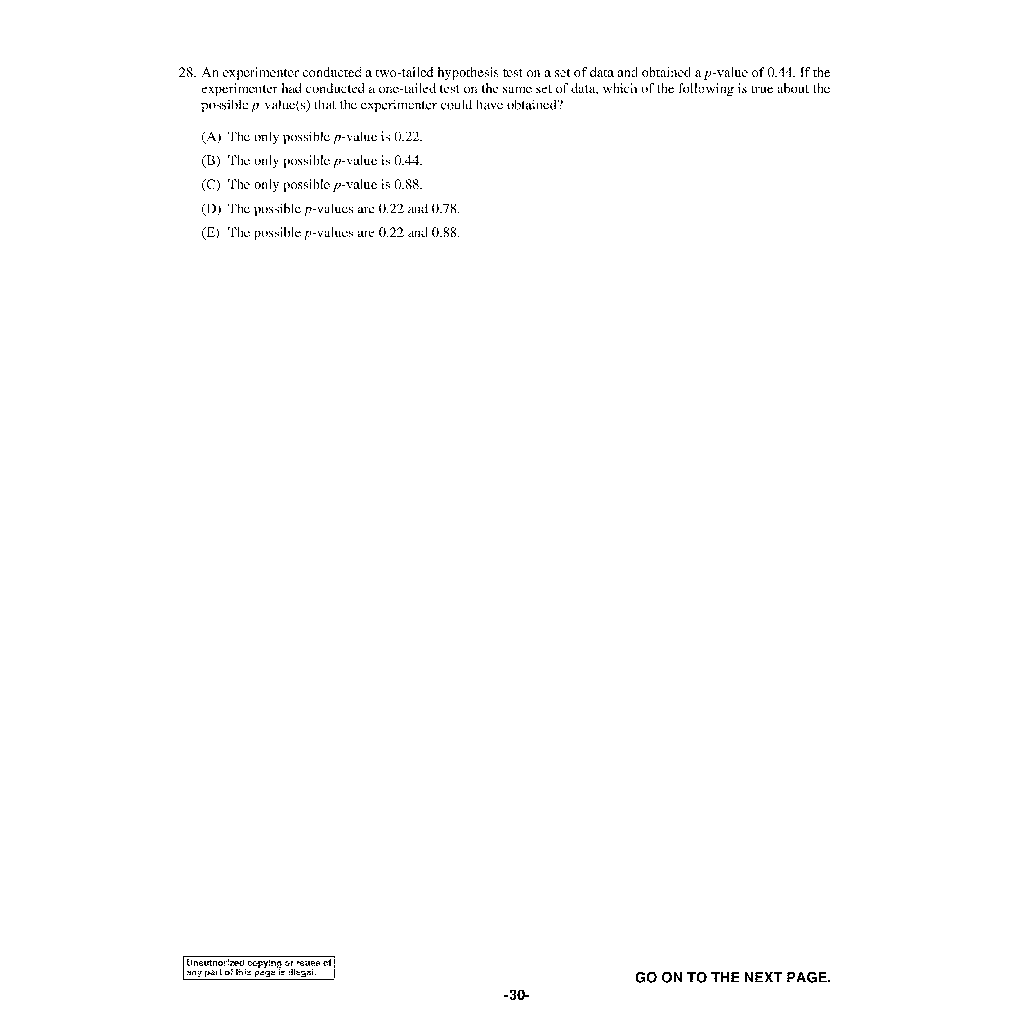 28. An experimenter conducted a two-tailed hypothesis test on a set of data and obtained a p-value of 0.44. If the
experimenter had conducted a one-tailed test on the same set of data, which of the following is true about the
possible p-value(s) that the experimenter could have obtained?
(A) The only possible p-value is 0.22.
(B) The only possible p-value is 0.44.
(C) The only possible p-value is 0.88.
(D) The possible p-values are 0.22 and 0.78.
(E) The possible p-values are 0.22 and 0.88.
Unauthorized copying or reuse of
any part of this page is illegal.
GO ON TO THE NEXT PAGE.
-30-